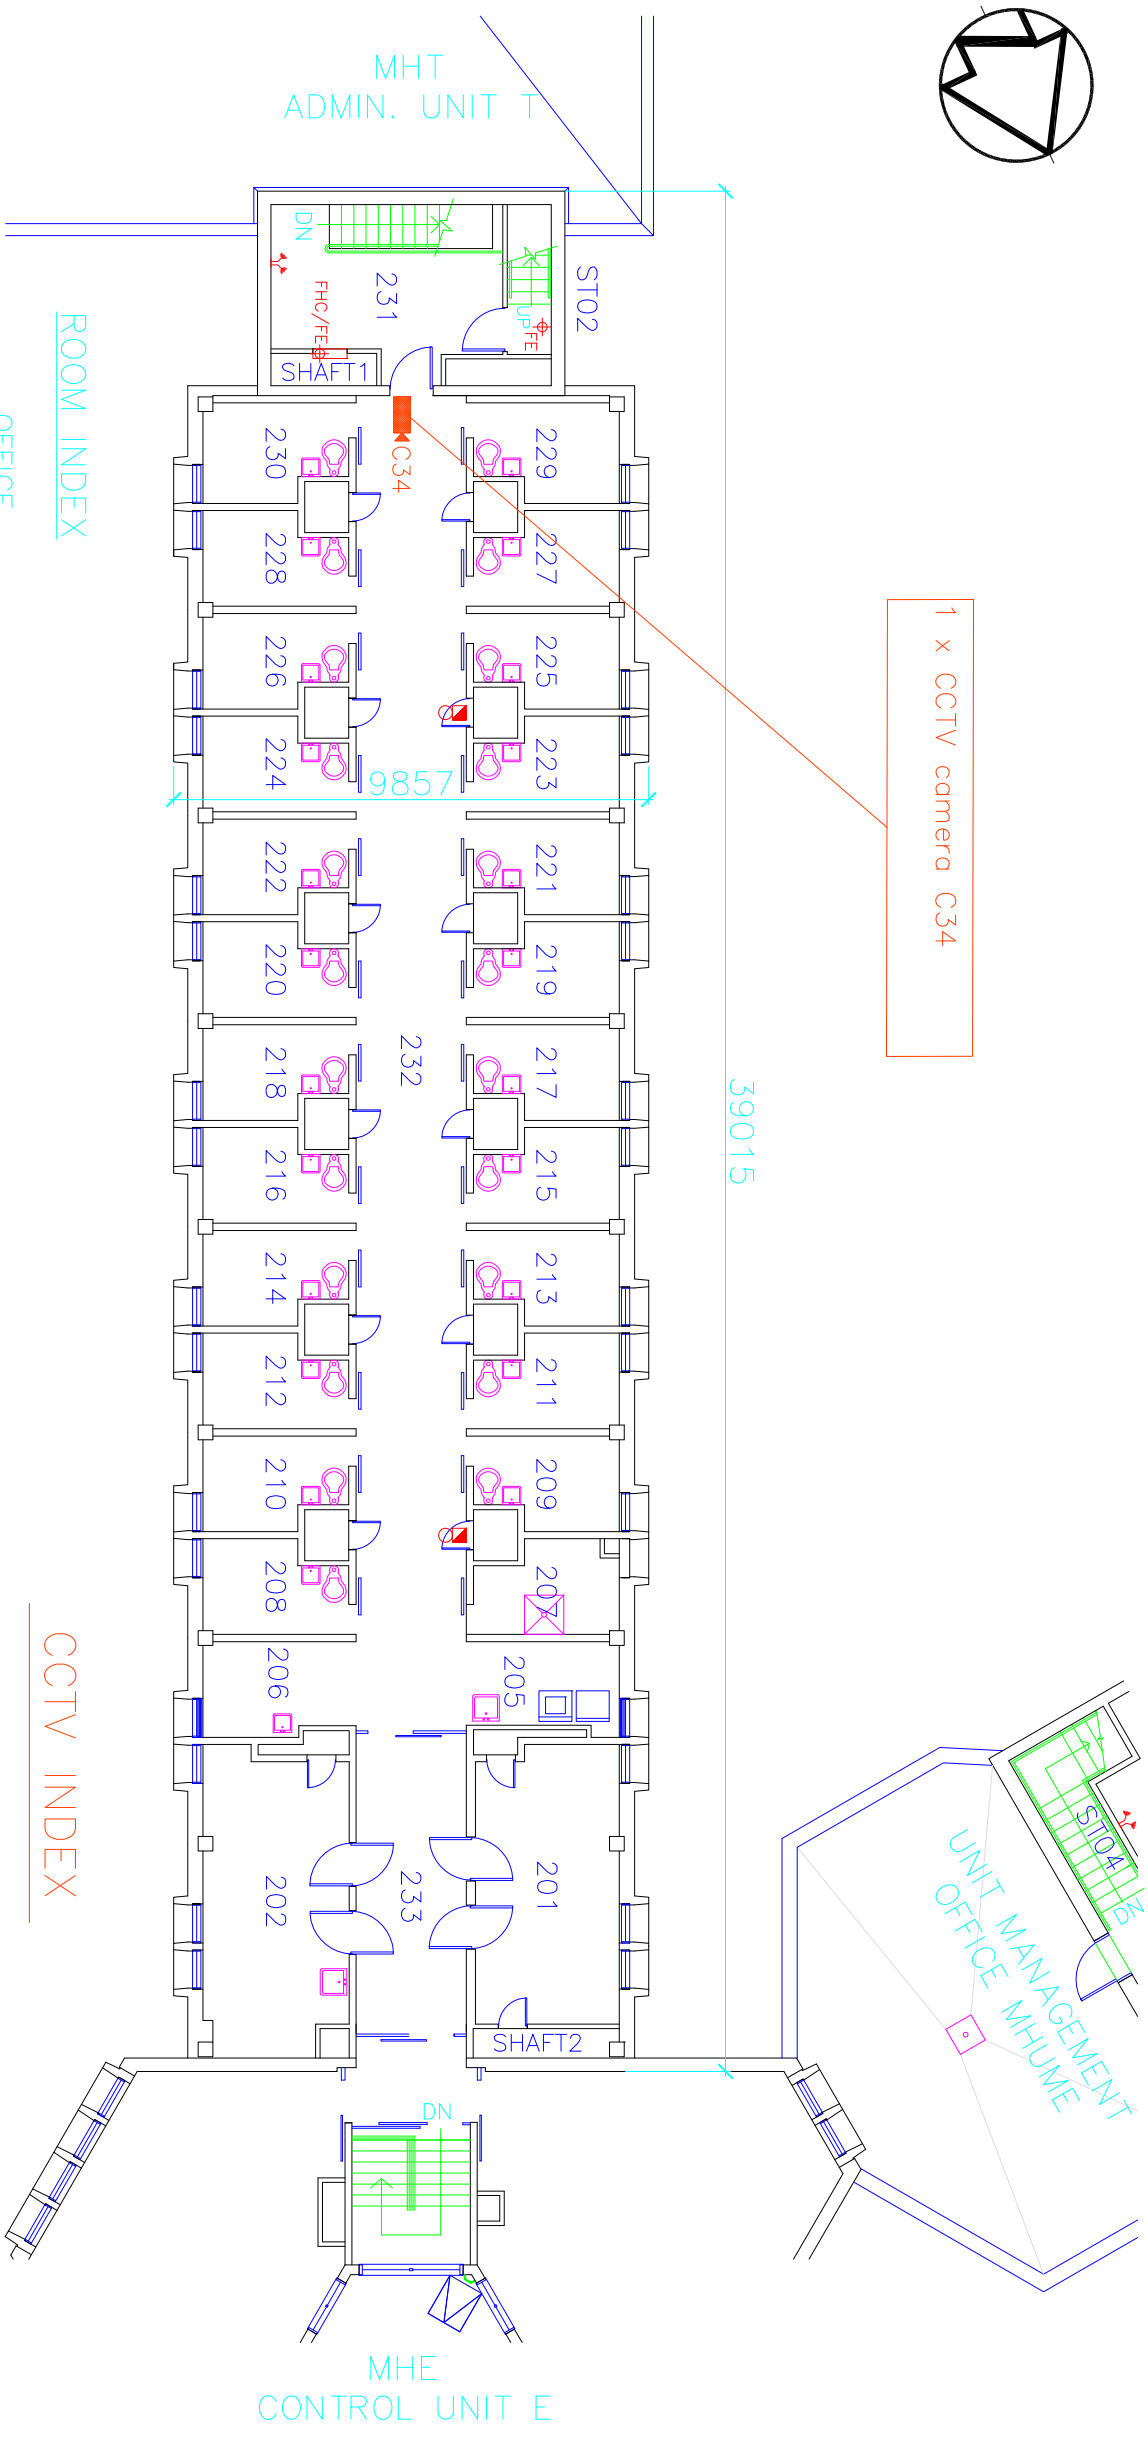 MHT
ADMIN. UNIT T
DN
231
ST02
UP
FE
FHC/FE
SHAFT1
ROOM INDEX
OFFICE
C34
230
229
228
227
1 x CCTV camera C34
226
225
224
223
9857
222
221
220
219
232
218
217
39015
216
215
214
213
212
211
210
209
208
207
206
205
CCTV INDEX
202
233
201
ST04
DN
UNIT MANAGEMENT
OFFICE MHUME
SHAFT2
DN
MHE
CONTROL UNIT E